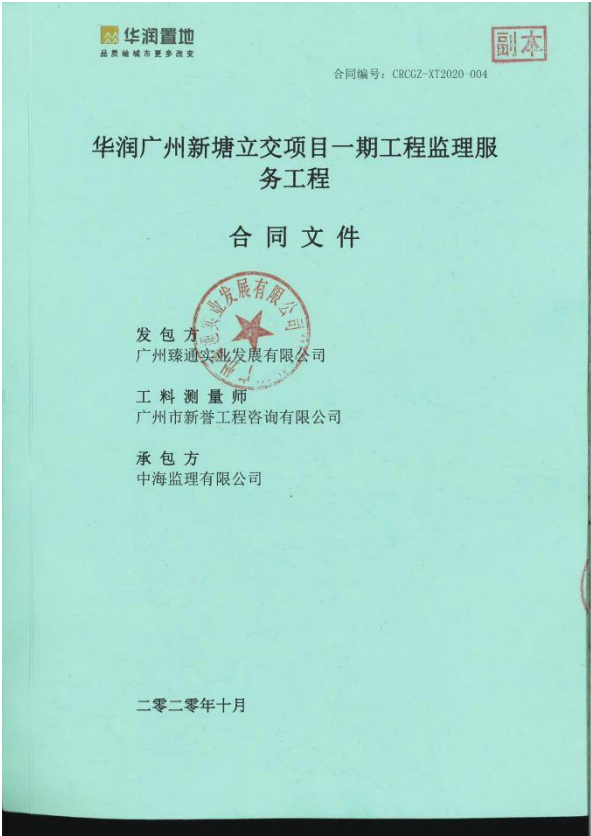 华润置地
品质给城市更多改变
副本
合同编号：CRCGZ-XT2020-004
华润广州新塘立交项目一期工程监理服
务工程
合同文件
发包方
广州臻通实业发展有限公司
工料测量师
广州市新誉工程咨询有限公司
承包方
中海监理有限公司
二零二零年十月